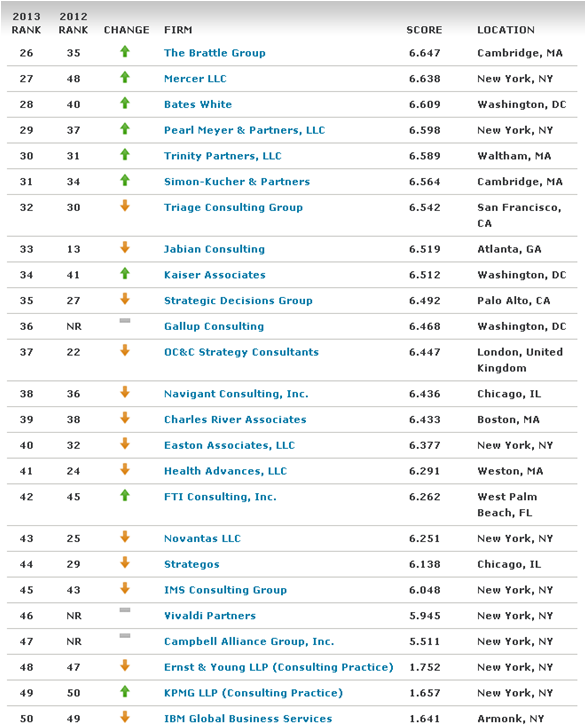 2013 RANK 2012 RANK CHANGE FIRM SCORE LOCATION
26 35 The Brattle Group 6.647 Cambridge, MA
27 48 Mercer LLC 6.638 New York, NY
28 40 Bates White 6.609 Washington, DC
29 37 Pearl Meyer & Partners, LLC 6.598 New York, NY
30 31 Trinity Partners, LLC 6.589 Waltham, MA
31 34 Simon-Kucher & Partners 6.564 Cambridge, MA
32 30 Triage Consulting Group 6.542 San Francisco,
CA
33 13 Jabian Consulting 6.519 Atlanta, GA
34 41 Kaiser Associates 6.512 Washington, DC
35 27 Strategic Decisions Group 6.492 Palo Alto, CA
36 NR Gallup Consulting 6.468 Washington, DC
37 22 OC&C Strategy Consultants 6.447 London, United
Kingdom
38 36 Navigant Consulting, Inc. 6.436 Chicago, IL
39 38 Charles River Associates 6.433 Boston, MA
40 32 Easton Associates, LLC 6.377 New York, NY
41 24 Health Advances, LLC 6.291 Weston, MA
42 45 FTI Consulting, Inc. 6.262 West Palm
Beach, FL
43 25 Novantas LLC 6.251 New York, NY
44 29 Strategos 6.138 Chicago, IL
45 43 IMS Consulting Group 6.048 New York, NY
46 NR Vivaldi Partners 5.945 New York, NY
47 NR Campbell Alliance Group, Inc. 5.511 New York, NY
48 47 Ernst & Young LLP (Consulting Practice) 1.752 New York, NY
49 50 KPMG LLP (Consulting Practice) 1.657 New York, NY
50 49 IBM Global Business Services 1.641 Armonk, NY